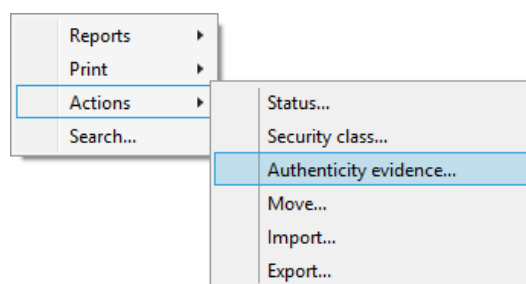 Reports
Print
Actions
Search...
Status...
Security class...
Authenticity evidence...
Move...
Import...
Export...